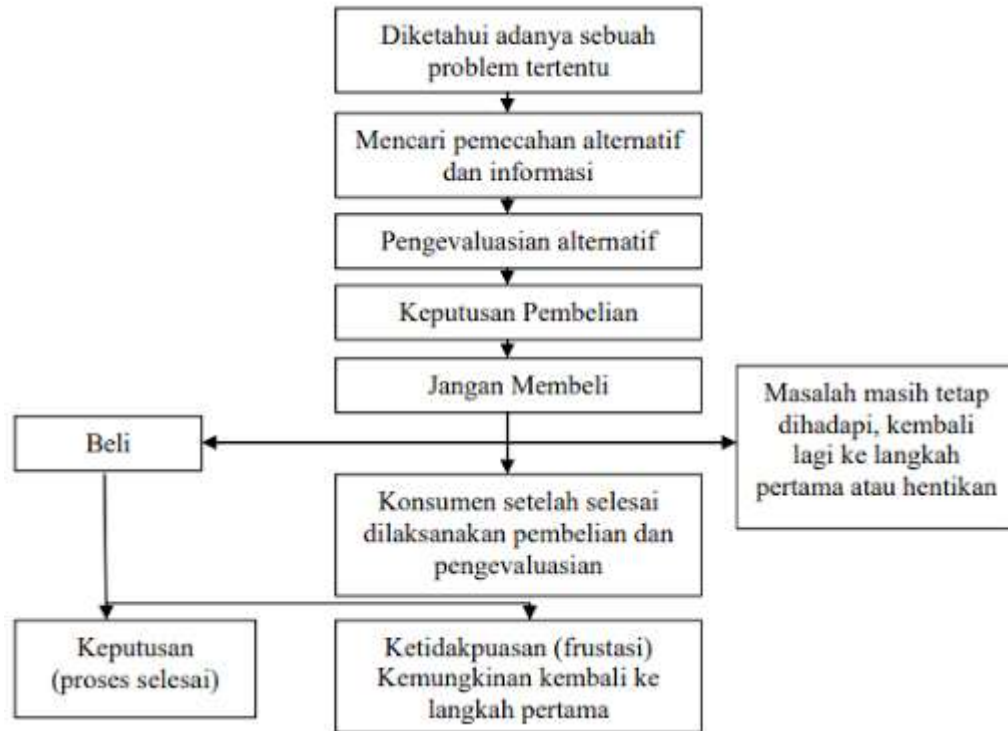 Diketahui adanya sebuah
problem tertentu
Mencari pemecahan alternatif
dan informasi
Pengevaluasian alternatif
Keputusan Pembelian
Jangan Membeli
Beli
Masalah masih tetap
dihadapi, kembali
lagi ke langkah
pertama atau hentikan
Konsumen setelah selesai
dilaksanakan pembelian dan
pengevaluasian
Keputusan
(proses selesai)
Ketidakpuasan (frustasi)
Kemungkinan kembali ke
langkah pertama